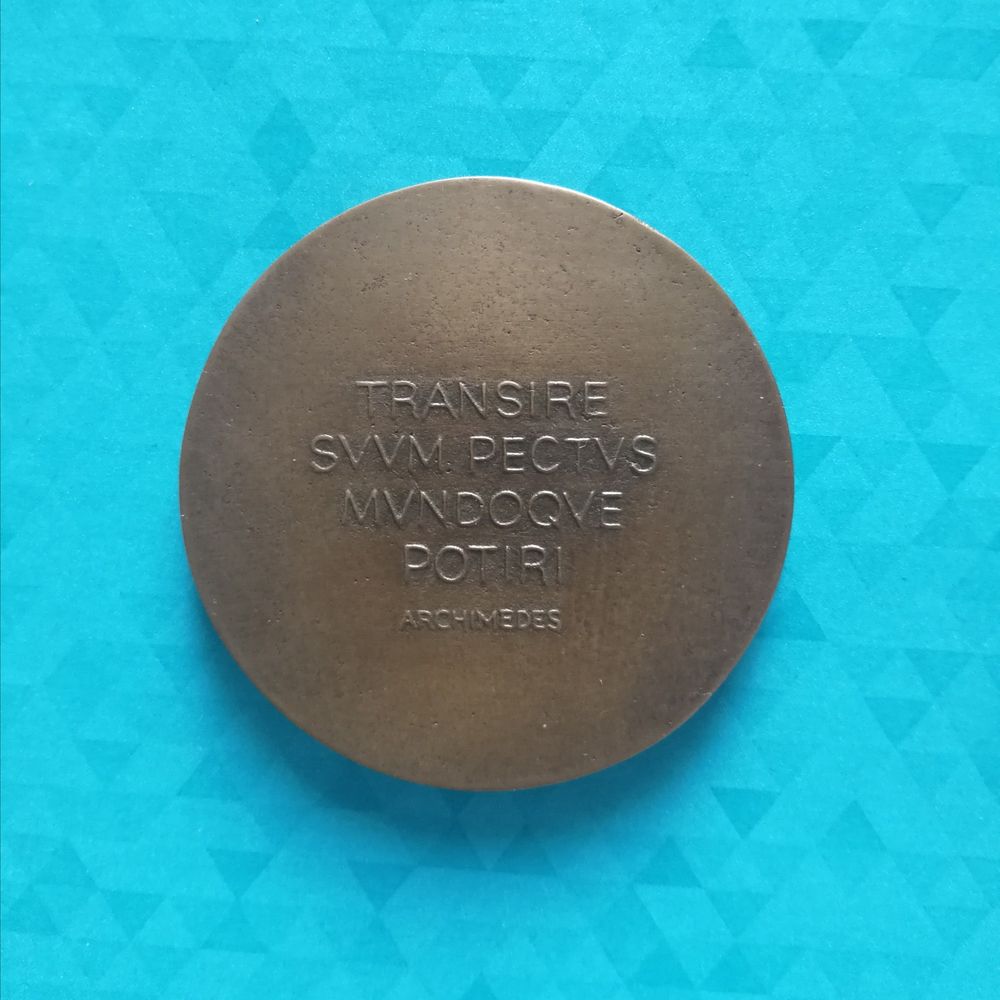 TRANSIRE
SVVM PECTVS
MVNDOQVE
POTIRI
ARCHIMEDES